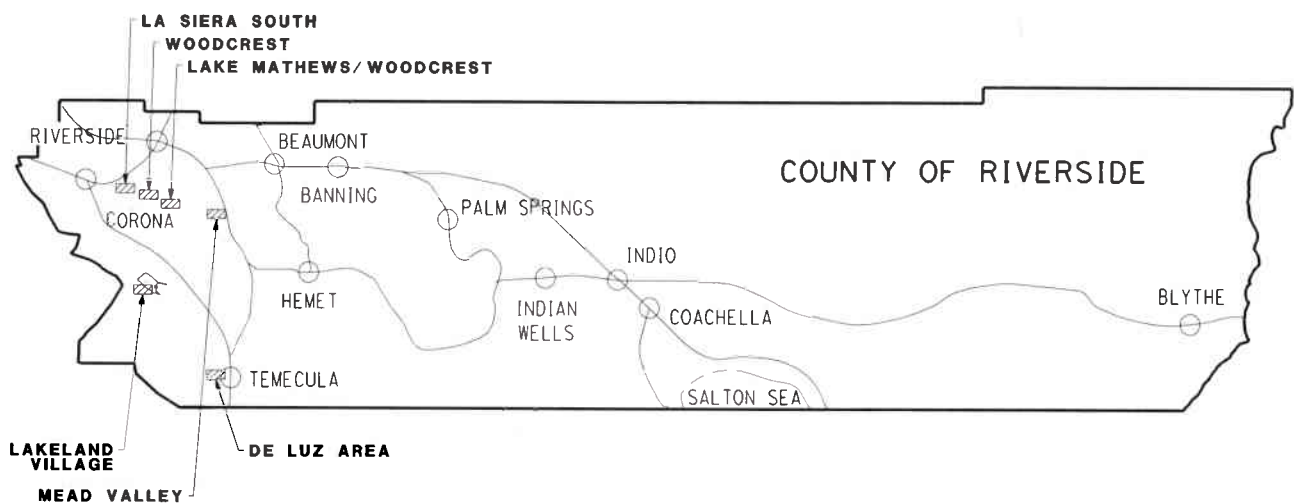 LA SIERA SOUTH
WOODCREST
LAKE MATHEWS/WOODCREST
RIVERSIDE
BEAUMONT
COUNTY OF RIVERSIDE
BANNING
CORONA
PALM SPRINGS
INDIO
HEMET
INDIAN
WELLS
COACHELLA
BLYTHE
TEMECULA
SALTON SEA
LAKELAND
VILLAGE
DE LUZ AREA
MEAD VALLEY